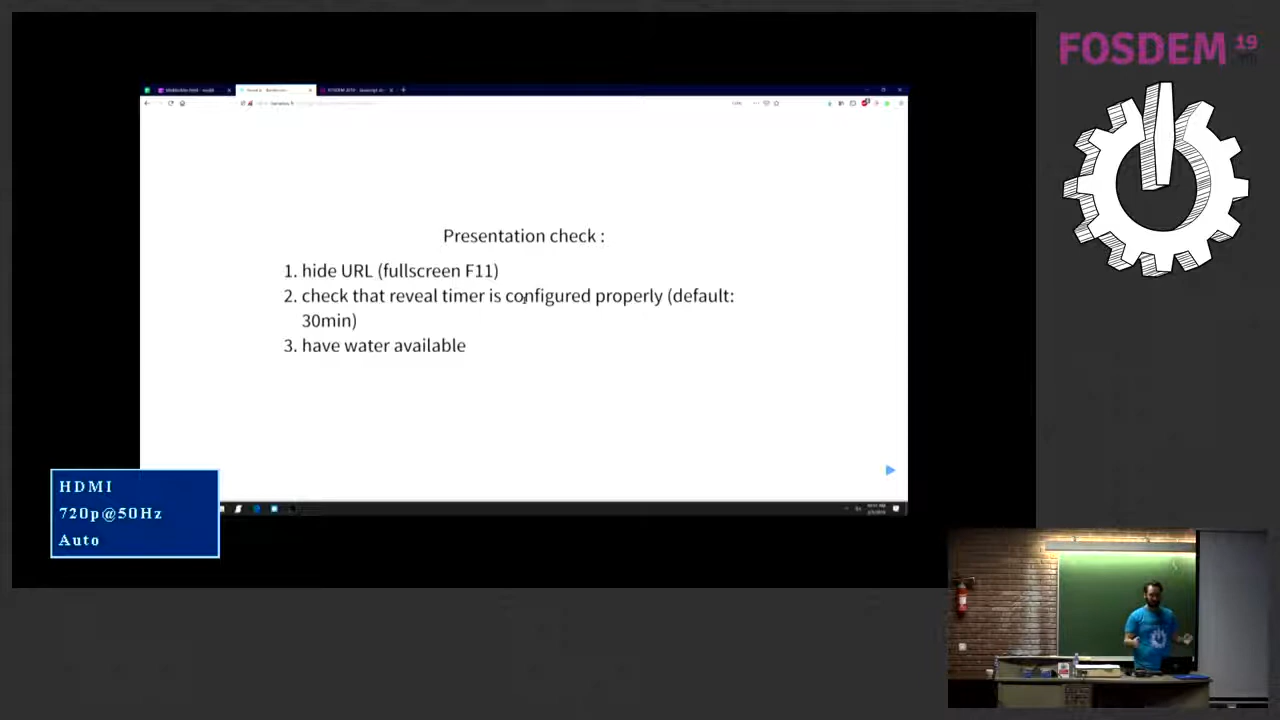 FOSDEM 19
Presentation check :
1. hide URL (fullscreen F11)
2. check that reveal timer is configured properly (default:
30min)
3. have water available
HDMI
720p@50Hz
Auto